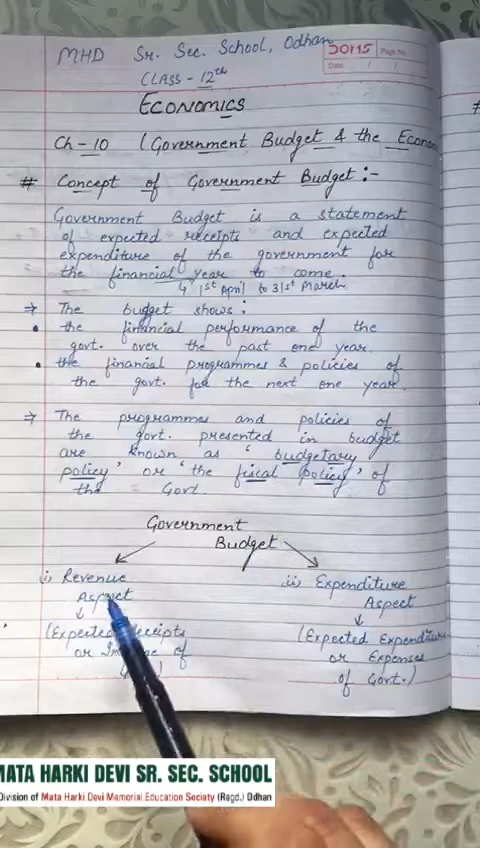 MHD Sr. Sec. School, Odhan
DOMS Page No.
Date / /
CLASS - 12th
ECONOMICS
Ch-10 (Government Budget & the Econo
# Concept of Government Budget :-
Government Budget is a statement
of expected receipts and expected
expenditure of the government for
the financial year to come.
↳ 1st April to 31st March
⇒ The budget shows:
• the financial performance of the
govt. over the past one year.
• the financial programmes & policies of
the govt. for the next one year.
⇒ The programmes and policies of
the govt. presented in budget
are known as 'budgetary
policy' or 'the fiscal policy' of
the Govt.
Government
Budget
i) Revenue
Aspect
↓
(Expected Receipts
or of
)
ii) Expenditure
Aspect
↓
(Expected Expenditure
or Expenses
of Govt.)
MATA HARKI DEVI SR. SEC. SCHOOL
Division of Mata Harki Devi Memorial Education Society (Regd.) Odhan